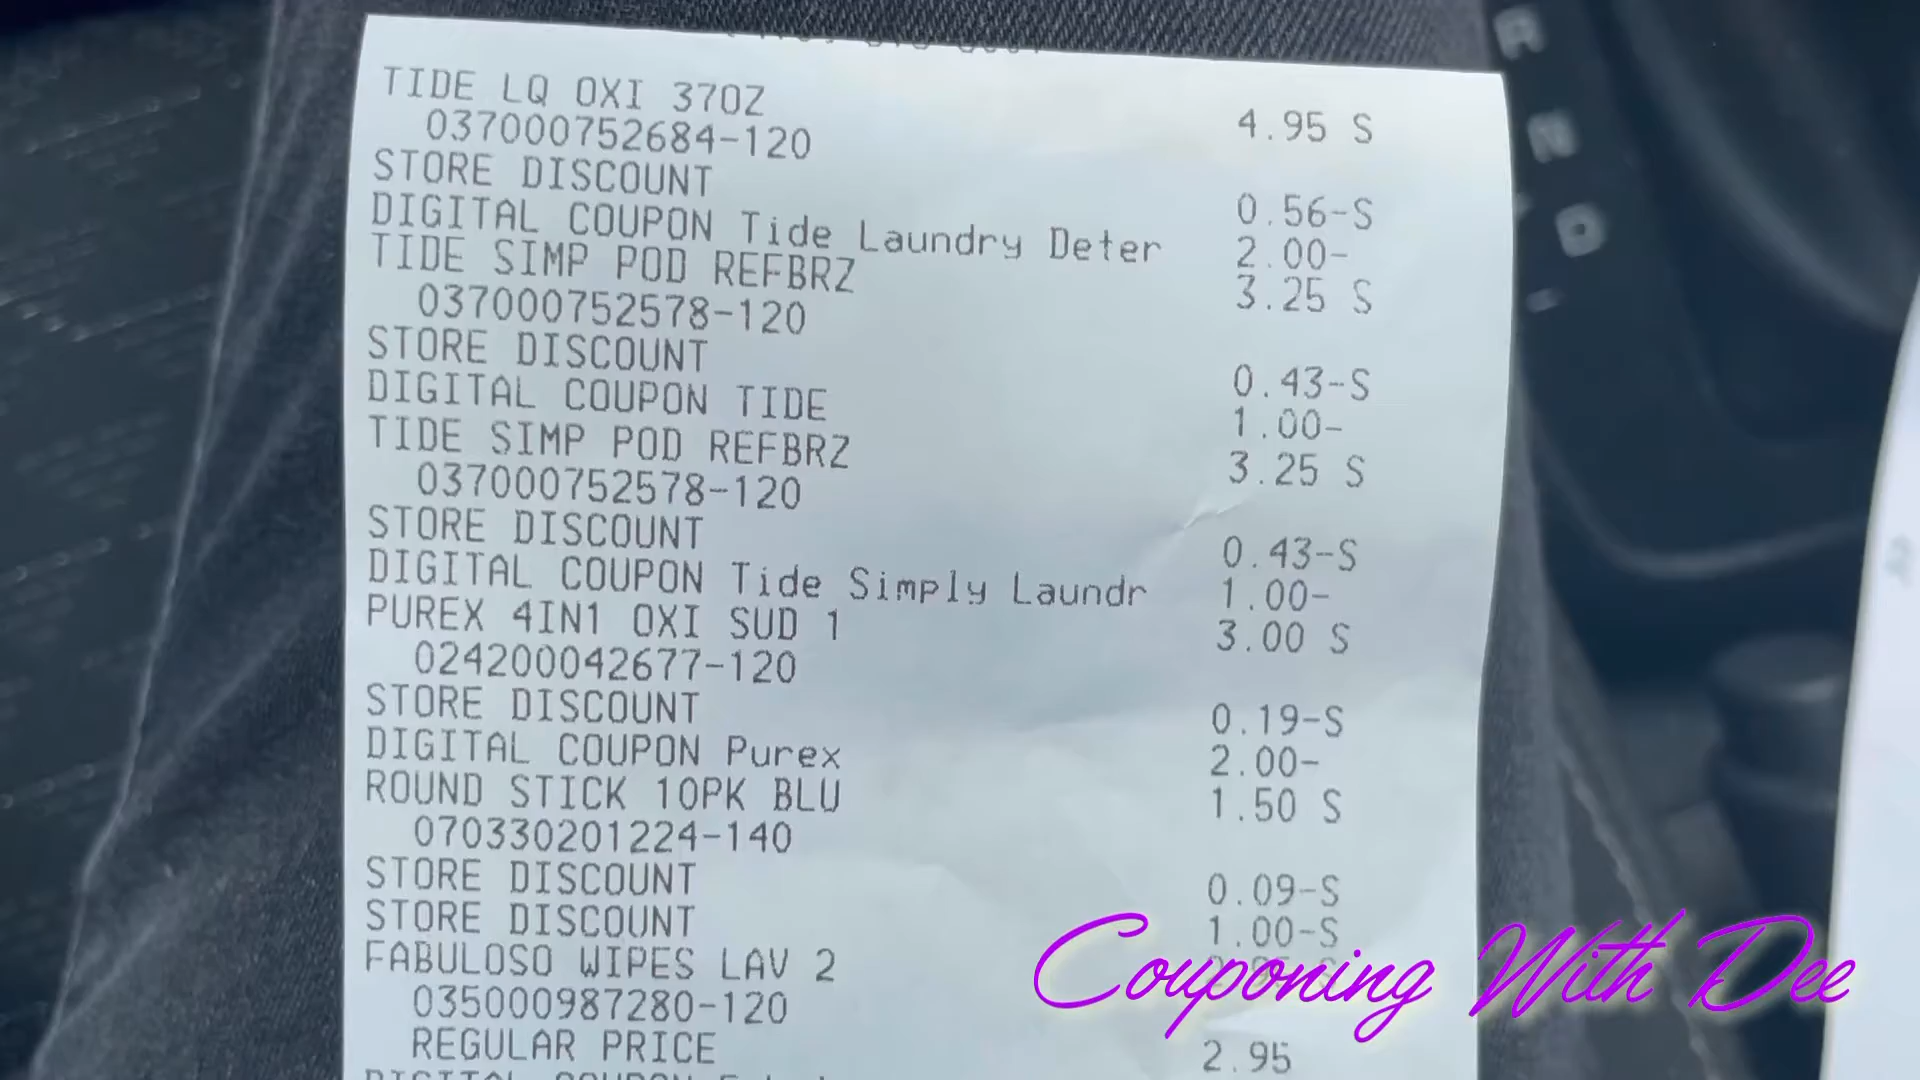 TIDE LQ OXI 37OZ 4.95 S
037000752684-120
STORE DISCOUNT 0.56-S
DIGITAL COUPON Tide Laundry Deter 2.00-
TIDE SIMP POD REFBRZ 3.25 S
037000752578-120
STORE DISCOUNT 0.43-S
DIGITAL COUPON TIDE 1.00-
TIDE SIMP POD REFBRZ 3.25 S
037000752578-120
STORE DISCOUNT 0.43-S
DIGITAL COUPON Tide Simply Laundr 1.00-
PUREX 4IN1 OXI SUD 1 3.00 S
024200042677-120
STORE DISCOUNT 0.19-S
DIGITAL COUPON Purex 2.00-
ROUND STICK 10PK BLU 1.50 S
070330201224-140
STORE DISCOUNT 0.09-S
STORE DISCOUNT 1.00-S
FABULOSO WIPES LAV 2
035000987280-120
REGULAR PRICE 2.95
DIGITAL COUPON
Couponing With Dee
R
N
D